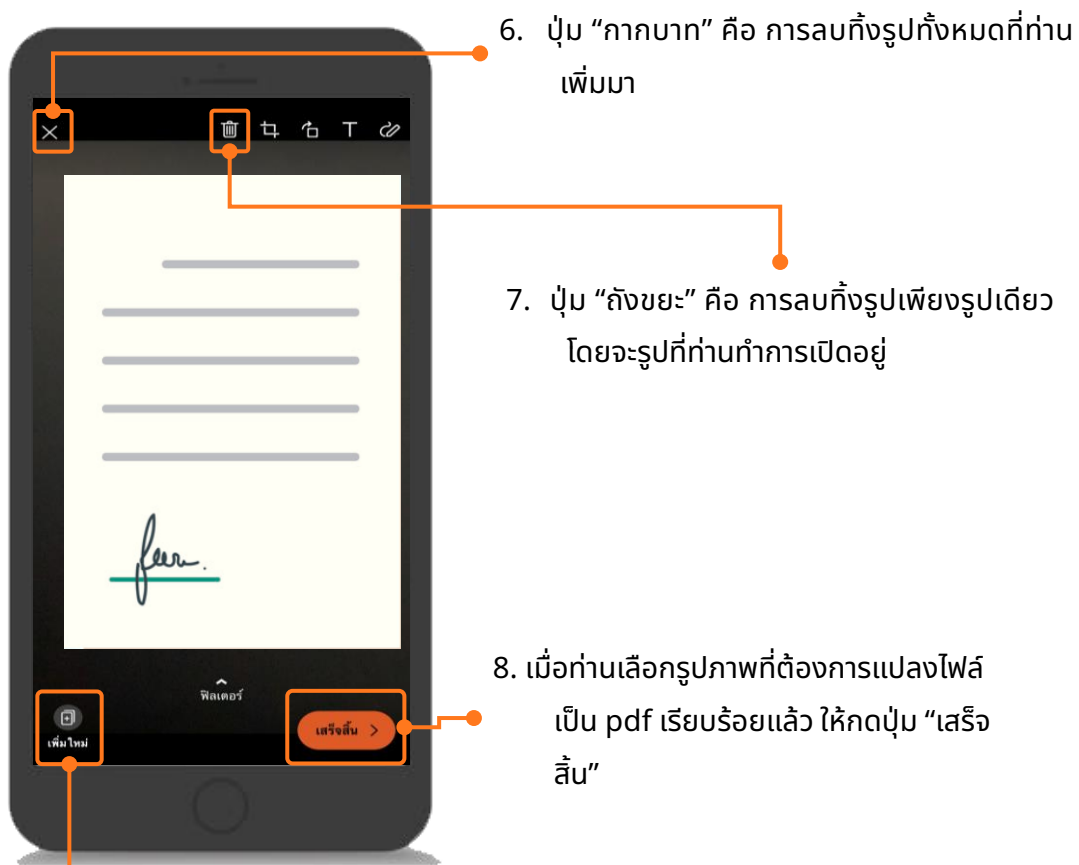 6. ปุ่ม “กากบาท” คือ การลบทิ้งรูปทั้งหมดที่ท่าน
เพิ่มมา
7. ปุ่ม “ถังขยะ” คือ การลบทิ้งรูปเพียงรูปเดียว
โดยจะรูปที่ท่านทำการเปิดอยู่
8. เมื่อท่านเลือกรูปภาพที่ต้องการแปลงไฟล์
เป็น pdf เรียบร้อยแล้ว ให้กดปุ่ม “เสร็จ
สิ้น”
T
ฟิลเตอร์
เพิ่มใหม่
เสร็จสิ้น >